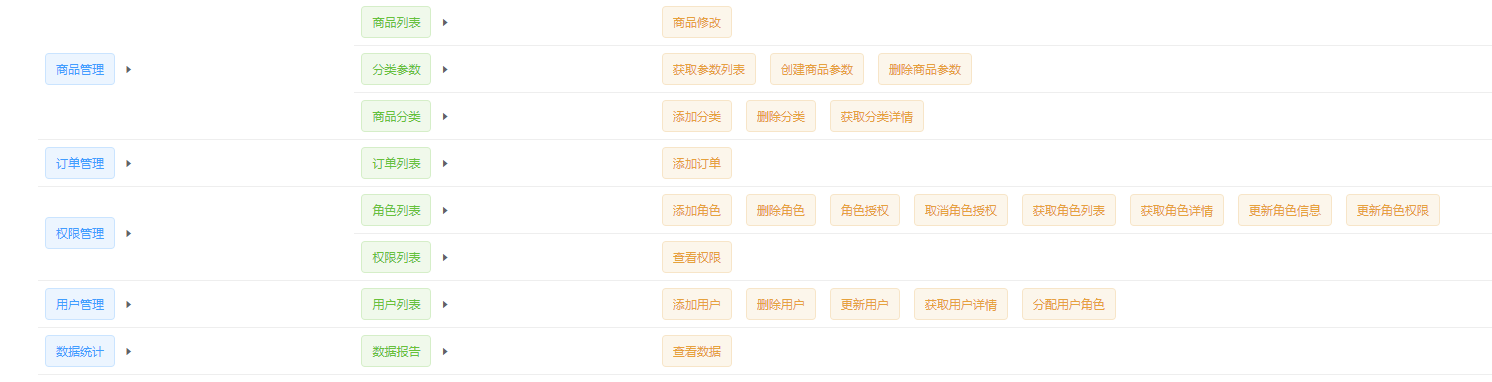 商品列表 商品修改
商品管理 分类参数 获取参数列表 创建商品参数 删除商品参数
商品分类 添加分类 删除分类 获取分类详情
订单管理 订单列表 添加订单
角色列表 添加角色 删除角色 角色授权 取消角色授权 获取角色列表 获取角色详情 更新角色信息 更新角色权限
权限管理
权限列表 查看权限
用户管理 用户列表 添加用户 删除用户 更新用户 获取用户详情 分配用户角色
数据统计 数据报告 查看数据